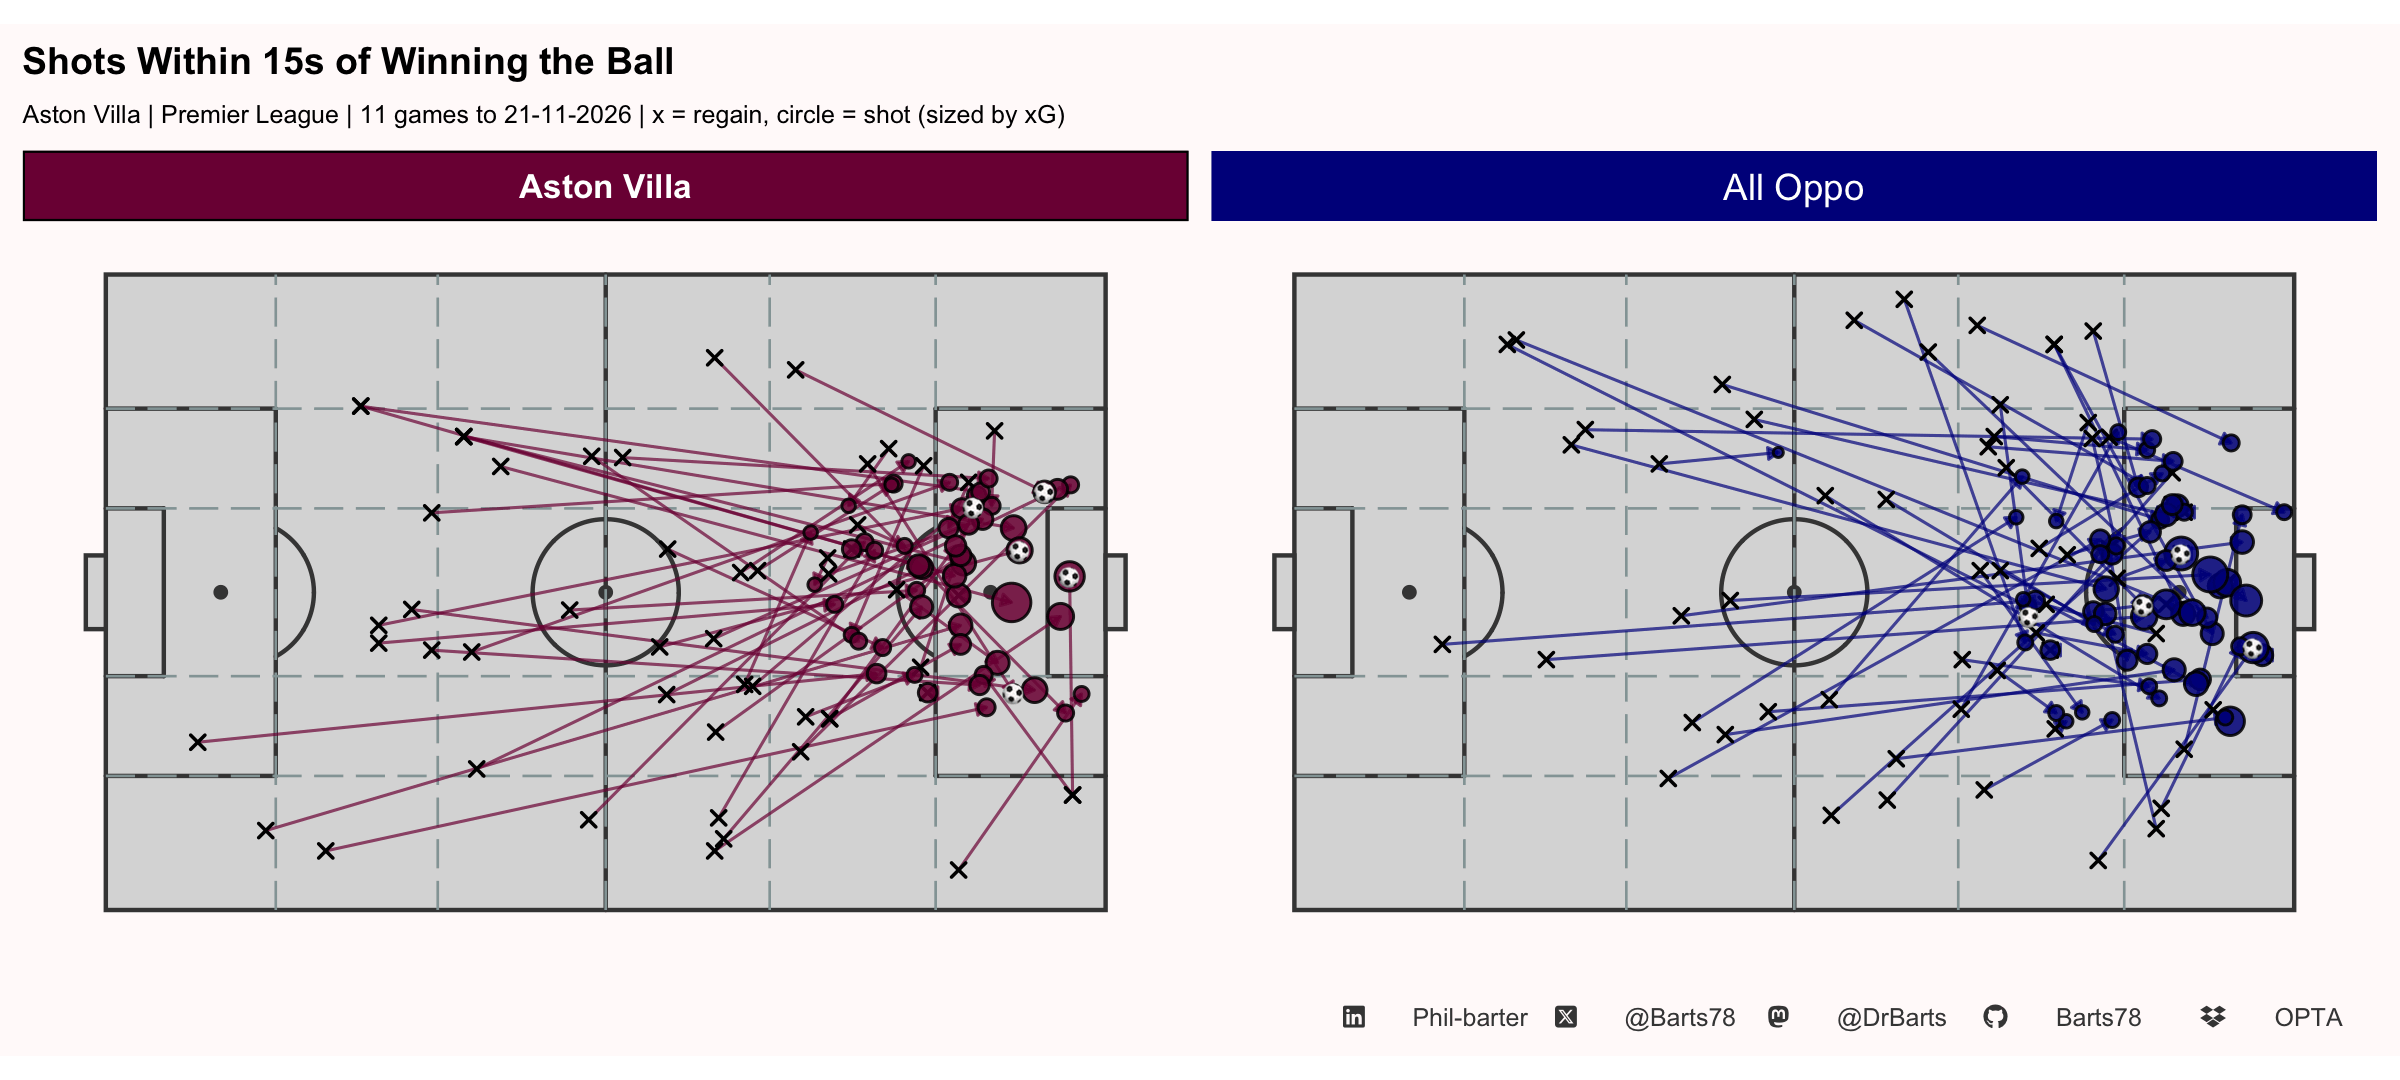 Shots Within 15s of Winning the Ball
Aston Villa | Premier League | 11 games to 21-11-2026 | x = regain, circle = shot (sized by xG)
Aston Villa
All Oppo
Phil-barter @Barts78 @DrBarts Barts78 OPTA